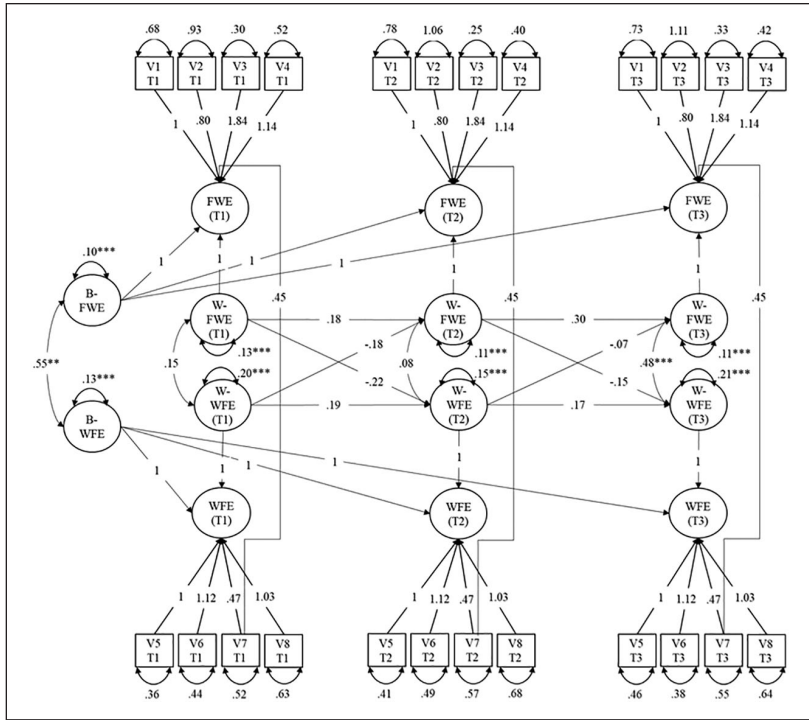 .68 .93 .30 .52
.78 1.06 .25 .40
.73 1.11 .33 .42
V1 V2 V3 V4
T1 T1 T1 T1
V1 V2 V3 V4
T2 T2 T2 T2
V1 V2 V3 V4
T3 T3 T3 T3
1 .80 1.84 1.14
1 .80 1.84 1.14
1 .80 1.84 1.14
FWE
(T1)
FWE
(T2)
FWE
(T3)
.10***
1 1 1 1 1 1
B-
FWE
.45 .45 .45
W-
FWE
(T1)
.18
W-
FWE
(T2)
.30
W-
FWE
(T3)
.55**
.15
.13***
-.18
.08
.11***
-.07
.48***
.11***
.13***
.20***
-.22
.15***
-.15
.21***
B-
WFE
W-
WFE
(T1)
.19
W-
WFE
(T2)
.17
W-
WFE
(T3)
1 1 1 1 1 1
WFE
(T1)
WFE
(T2)
WFE
(T3)
1 1.12 .47 1.03
1 1.12 .47 1.03
1 1.12 .47 1.03
V5 V6 V7 V8
T1 T1 T1 T1
V5 V6 V7 V8
T2 T2 T2 T2
V5 V6 V7 V8
T3 T3 T3 T3
.36 .44 .52 .63
.41 .49 .57 .68
.46 .38 .55 .64